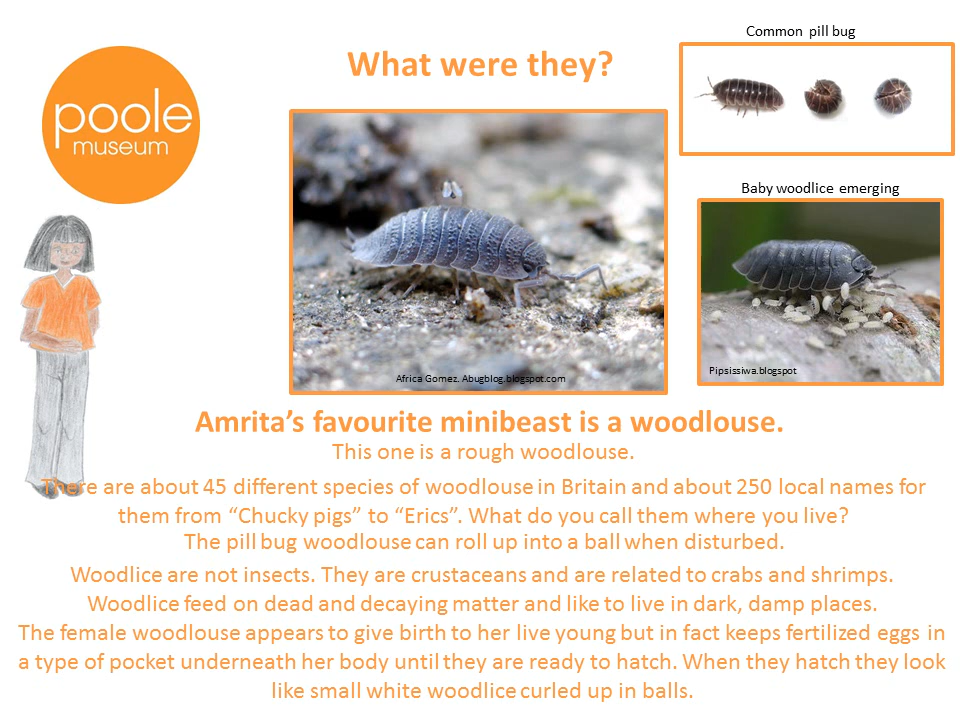 Common pill bug
What were they?
poole
museum
Baby woodlice emerging
Africa Gomez. Abugblog.blogspot.com
Pipsissiwa.blogspot
Amrita’s favourite minibeast is a woodlouse.
This one is a rough woodlouse.
There are about 45 different species of woodlouse in Britain and about 250 local names for
them from “Chucky pigs” to “Erics”. What do you call them where you live?
The pill bug woodlouse can roll up into a ball when disturbed.
Woodlice are not insects. They are crustaceans and are related to crabs and shrimps.
Woodlice feed on dead and decaying matter and like to live in dark, damp places.
The female woodlouse appears to give birth to her live young but in fact keeps fertilized eggs in
a type of pocket underneath her body until they are ready to hatch. When they hatch they look
like small white woodlice curled up in balls.